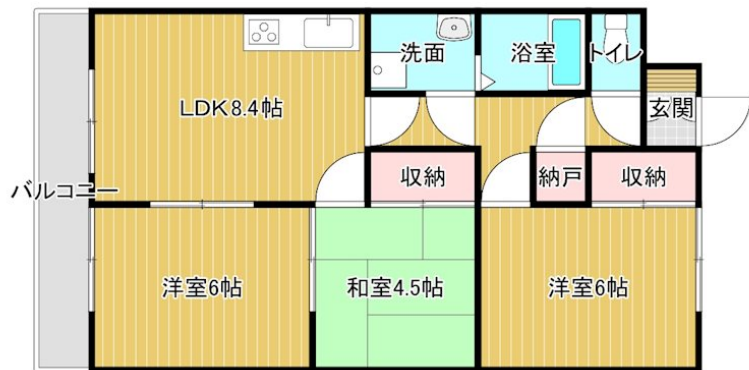 洗面
浴室
トイレ
LDK8.4帖
玄関
収納
納戸
収納
バルコニー
洋室6帖
和室4.5帖
洋室6帖